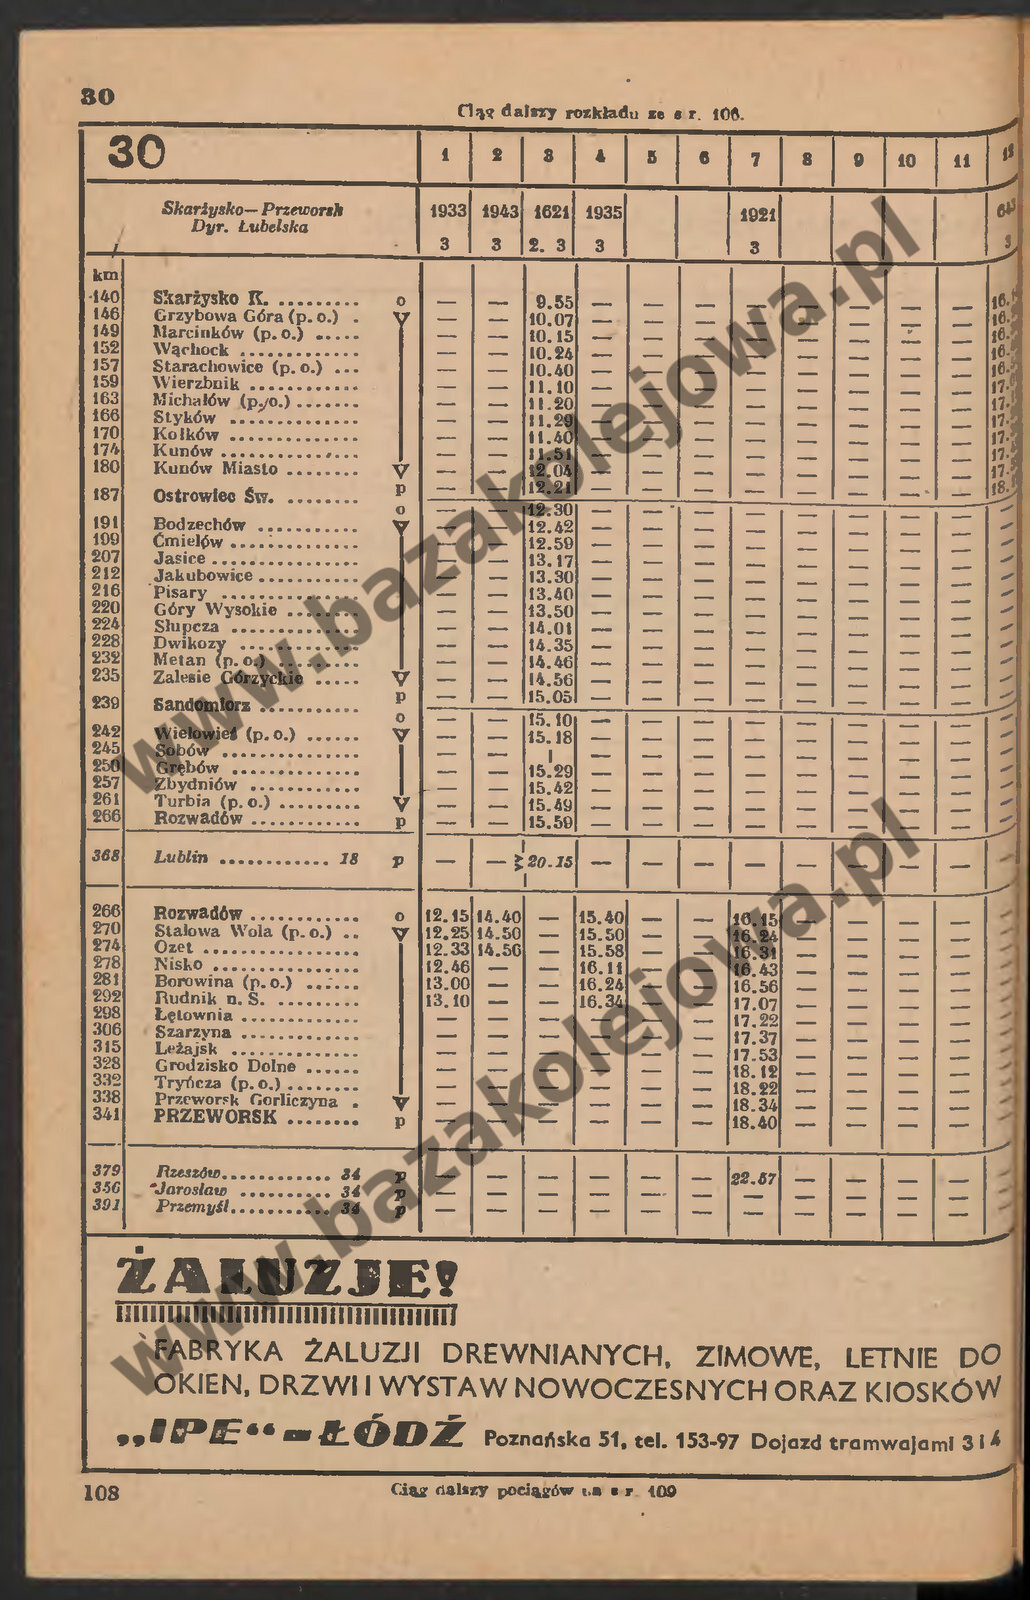 30
Ciąg dalszy rozkładu ze s r. 106.
30 1 2 3 4 5 6 7 8 9 10 11
Skarżysko—Przeworsk 1933 1943 1621 1935 1921
Dyr. Lubelska 3 3 2. 3 3 3 3
km
140 Skarżysko K. .......... o — — 9.55 — — — — — — — —
146 Grzybowa Góra (p. o.) . — — 10.07 — — — — — — — —
149 Marcinków (p. o.) ...... — — 10.15 — — — — — — — —
152 Wąchock .............. — — 10.24 — — — — — — — —
157 Starachowice (p. o.) ... — — 10.40 — — — — — — — —
159 Wierzbnik ............. — — 11.10 — — — — — — — —
163 Michałów (p./o.) ....... — — 11.20 — — — — — — — —
166 Styków ............... — — 11.29 — — — — — — — —
170 Kolków ............... — — 11.40 — — — — — — — —
174 Kunów ................ — — 11.51 — — — — — — — —
180 Kunów Miasto ......... — — 12.04 — — — — — — — —
187 Ostrowiec Św. ......... p — — 12.21 — — — — — — — —
o — — 12.30 — — — — — — — —
191 Bodzechów ............ — — 12.42 — — — — — — — —
199 Ćmielów .............. — — 12.59 — — — — — — — —
207 Jasice ................. — — 13.17 — — — — — — — —
212 Jakubowice ............ — — 13.30 — — — — — — — —
216 Pisary ................ — — 13.40 — — — — — — — —
220 Góry Wysokie ......... — — 13.50 — — — — — — — —
224 Słupcza ............... — — 14.01 — — — — — — — —
228 Dwikozy .............. — — 14.35 — — — — — — — —
232 Metan (p. o.) .......... — — 14.46 — — — — — — — —
235 Zalesie Górzyckie ..... — — 14.56 — — — — — — — —
239 Sandomierz ............ p — — 15.05 — — — — — — — —
o — — 15.10 — — — — — — — —
242 Wielowieś (p. o.) ...... — — 15.18 — — — — — — — —
245 Sobów ................ — — | — — — — — — — —
250 Grębów ............... — — 15.29 — — — — — — — —
257 Zbydniów ............. — — 15.42 — — — — — — — —
261 Turbia (p. o.) .......... — — 15.49 — — — — — — — —
266 Rozwadów ............. p — — 15.59 — — — — — — — —
368 Lublin ............. 18 p — — 20.15 — — — — — — — —
266 Rozwadów ............. o 12.15 14.40 — 15.40 — — 16.15 — — — —
270 Stalowa Wola (p. o.) .. 12.25 14.50 — 15.50 — — 16.24 — — — —
274 Ozet .................. 12.33 14.56 — 15.58 — — 16.31 — — — —
278 Nisko ................. 12.46 — — 16.11 — — 16.43 — — — —
281 Borowina (p. o.) ...... 13.00 — — 16.24 — — 16.56 — — — —
292 Rudnik n. S. .......... 13.10 — — 16.34 — — 17.07 — — — —
298 Łętownia .............. — — — — — — 17.22 — — — —
306 Szarzyna .............. — — — — — — 17.37 — — — —
315 Leżajsk ............... — — — — — — 17.53 — — — —
328 Grodzisko Dolne ...... — — — — — — 18.12 — — — —
332 Tryńcza (p. o.) ......... — — — — — — 18.22 — — — —
338 Przeworsk Gorliczyna . — — — — — — 18.34 — — — —
341 PRZEWORSK ......... p — — — — — — 18.40 — — — —
379 Rzeszów ............. 34 p — — — — — — 22.57 — — — —
356 Jarosław ............ 34 p — — — — — — — — — — —
391 Przemyśl ............. 34 p — — — — — — — — — — —
ŻALUZJE!
FABRYKA ŻALUZJI DREWNIANYCH, ZIMOWE, LETNIE DO
OKIEN, DRZWI I WYSTAW NOWOCZESNYCH ORAZ KIOSKÓW
„IPE“ — ŁÓDŹ Poznańska 51, tel. 153-97 Dojazd tramwajami 3 i 4
108 Ciąg dalszy pociągów na s r. 109
www.bazakolejowa.pl
www.bazakolejowa.pl